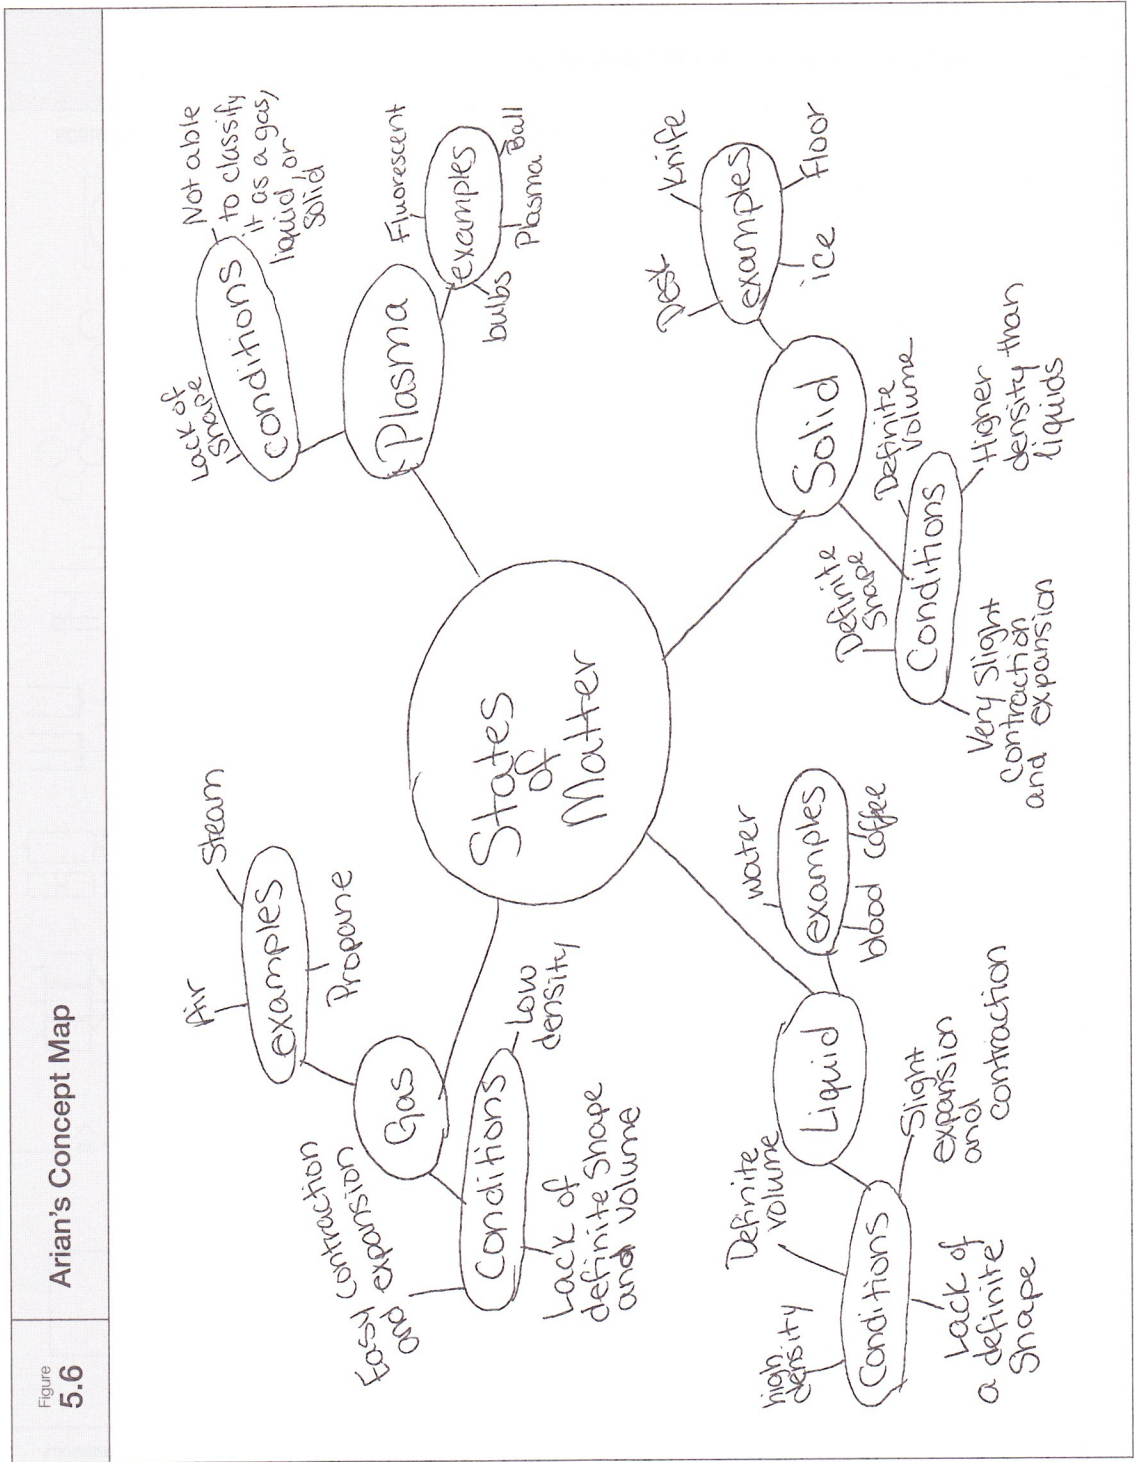 Figure
5.6
Arian's Concept Map
States
of
Matter
Gas
examples
Air
Steam
Propane
Conditions
Easy contraction
and expansion
Low
density
Lack of
definite shape
and volume
Plasma
conditions
Lack of
Shape
Not able
to classify
it as a gas,
liquid, or
Solid
examples
Fluorescent
bulbs
Plasma Ball
Liquid
examples
water
blood coffee
Conditions
high
density
Definite
volume
Slight
expansion
and
contraction
Lack of
a definite
Shape
Solid
examples
Desk
Knife
ice
floor
Conditions
Definite
Shape
Definite
Volume
Very Slight
Contraction
and expansion
Higher
density than
liquids